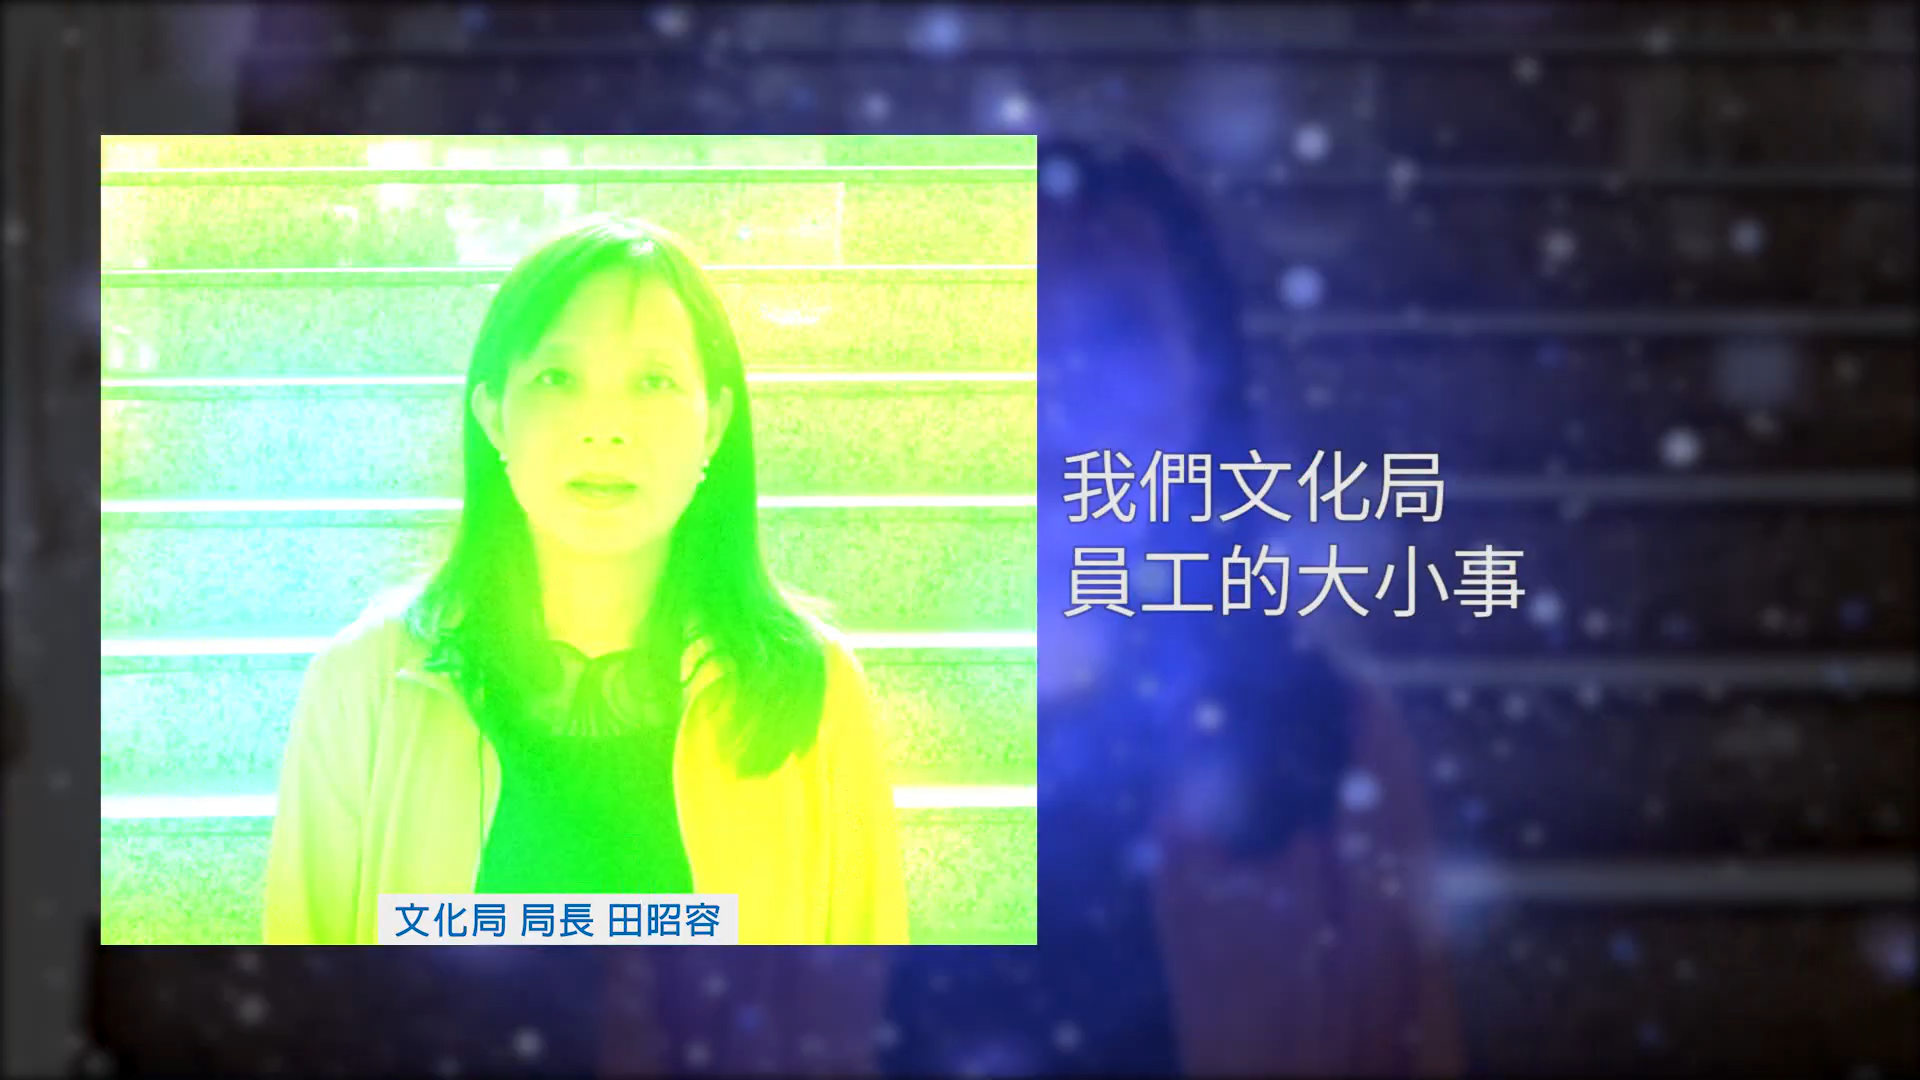 我們文化局
員工的大小事
文化局 局長 田昭容